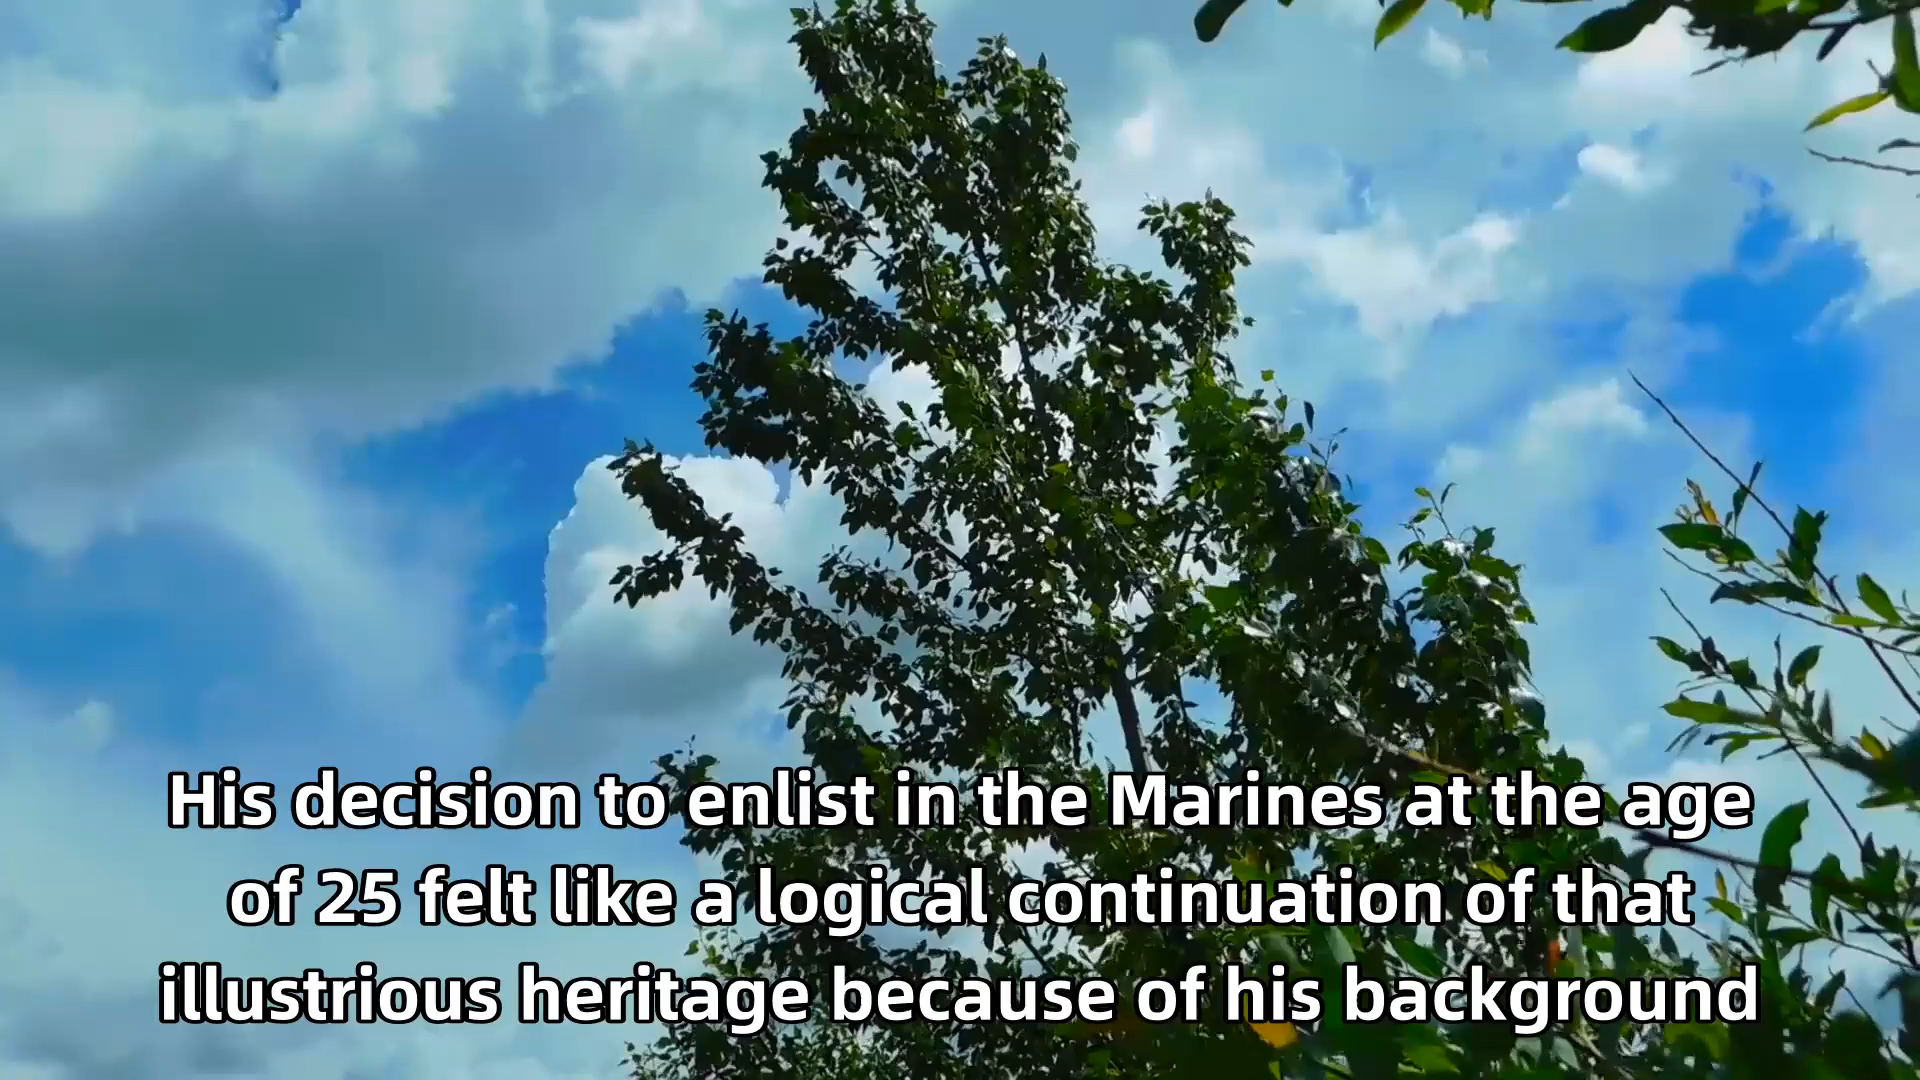 His decision to enlist in the Marines at the age
of 25 felt like a logical continuation of that
illustrious heritage because of his background